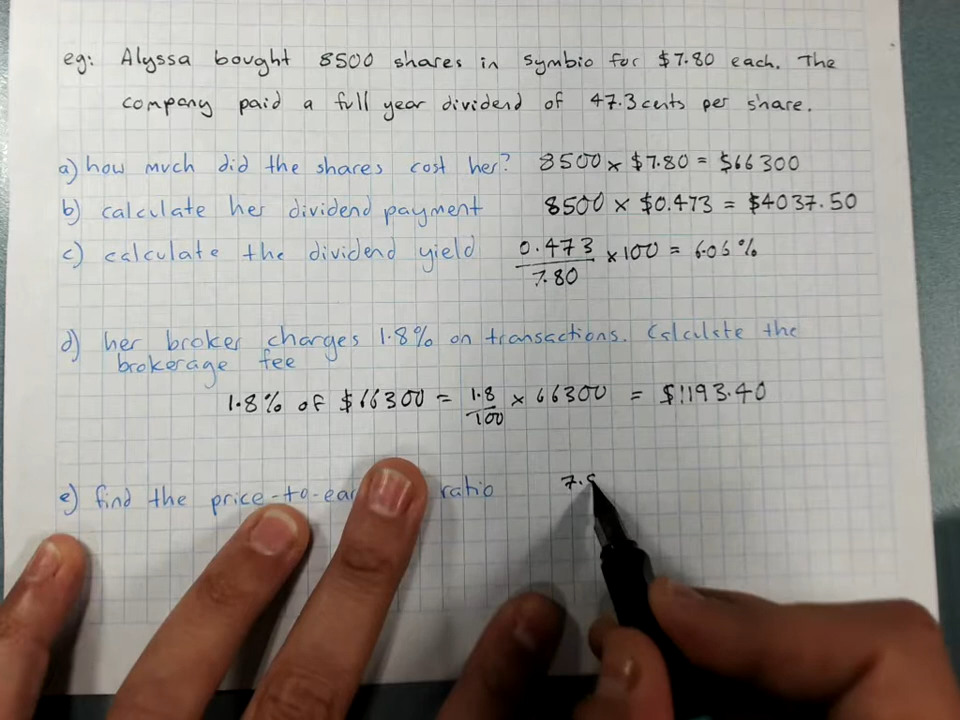 eg: Alyssa bought 8500 shares in symbio for $7.80 each. The
company paid a full year dividend of 47.3 cents per share.
a) how much did the shares cost her? 8500 x $7.80 = $66300
b) calculate her dividend payment 8500 x $0.473 = $4037.50
c) calculate the dividend yield 0.473/7.80 x 100 = 6.06%
d) her broker charges 1.8% on transactions. Calculate the
brokerage fee
1.8% of $66300 = 1.8/100 x 66300 = $1193.40
e) find the price-to-ear ratio 7.